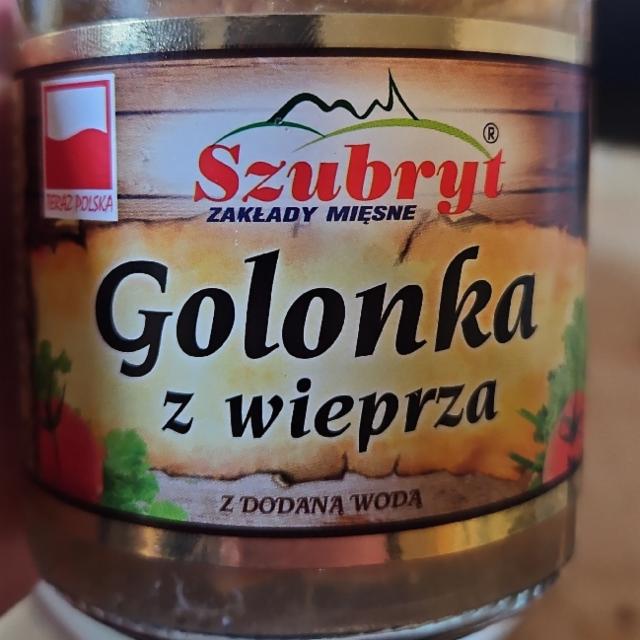 TERAZ POLSKA
Szubryt®
ZAKŁADY MIĘSNE
Golonka
z wieprza
Z DODANĄ WODĄ